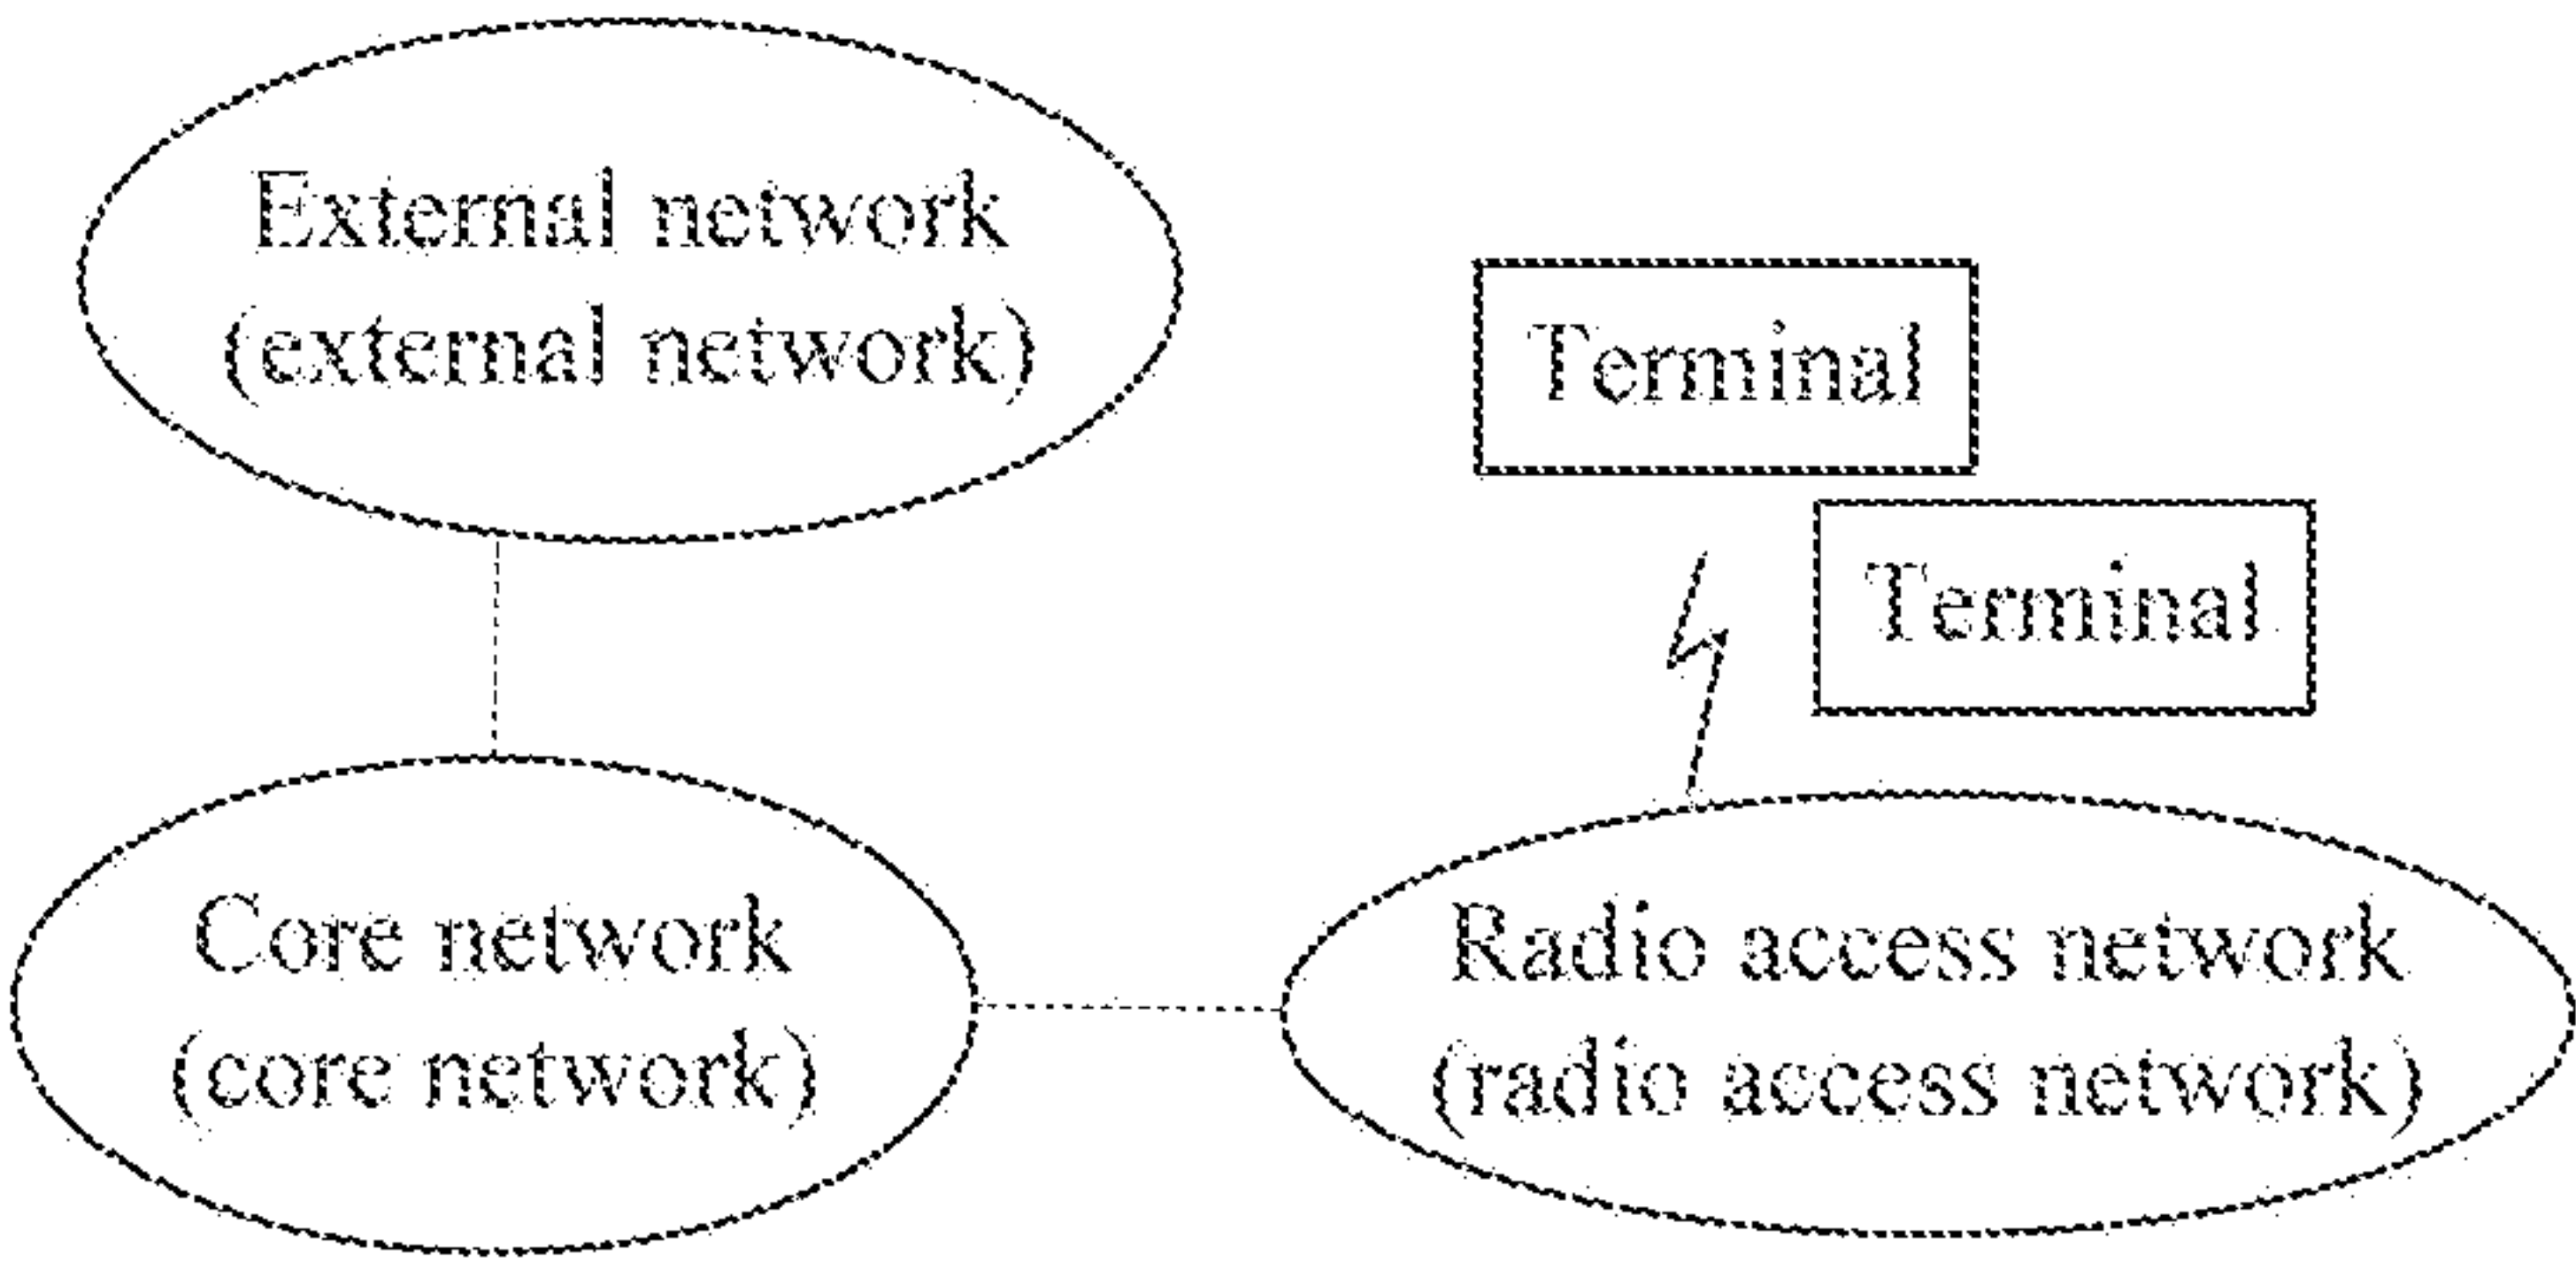 External network
(external network)
Terminal
Terminal
Core network
(core network)
Radio access network
(radio access network)